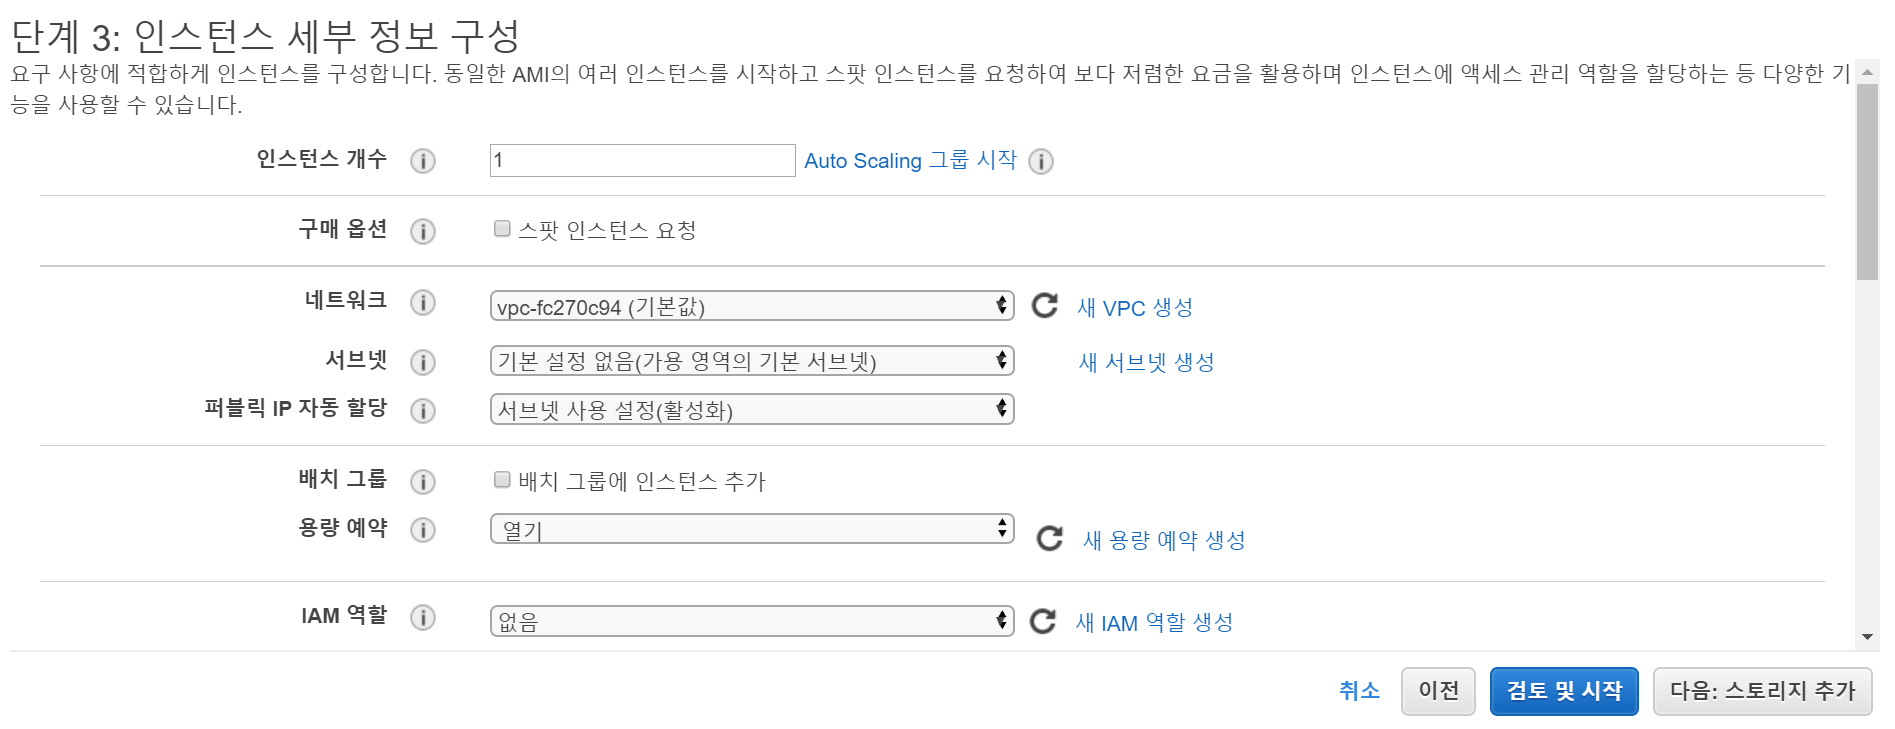 단계 3: 인스턴스 세부 정보 구성
요구 사항에 적합하게 인스턴스를 구성합니다. 동일한 AMI의 여러 인스턴스를 시작하고 스팟 인스턴스를 요청하여 보다 저렴한 요금을 활용하며 인스턴스에 액세스 관리 역할을 할당하는 등 다양한 기
능을 사용할 수 있습니다.
인스턴스 개수 1 Auto Scaling 그룹 시작
구매 옵션 스팟 인스턴스 요청
네트워크 vpc-fc270c94 (기본값) 새 VPC 생성
서브넷 기본 설정 없음(가용 영역의 기본 서브넷) 새 서브넷 생성
퍼블릭 IP 자동 할당 서브넷 사용 설정(활성화)
배치 그룹 배치 그룹에 인스턴스 추가
용량 예약 열기 새 용량 예약 생성
IAM 역할 없음 새 IAM 역할 생성
취소 이전 검토 및 시작 다음: 스토리지 추가